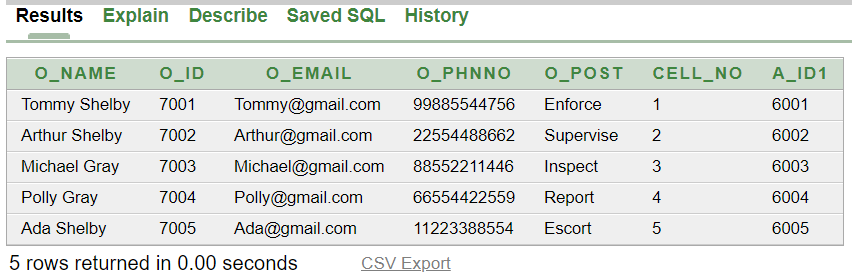 Results Explain Describe Saved SQL History
O_NAME O_ID O_EMAIL O_PHNNO O_POST CELL_NO A_ID1
Tommy Shelby 7001 Tommy@gmail.com 99885544756 Enforce 1 6001
Arthur Shelby 7002 Arthur@gmail.com 22554488662 Supervise 2 6002
Michael Gray 7003 Michael@gmail.com 88552211446 Inspect 3 6003
Polly Gray 7004 Polly@gmail.com 66554422559 Report 4 6004
Ada Shelby 7005 Ada@gmail.com 11223388554 Escort 5 6005
5 rows returned in 0.00 seconds CSV Export